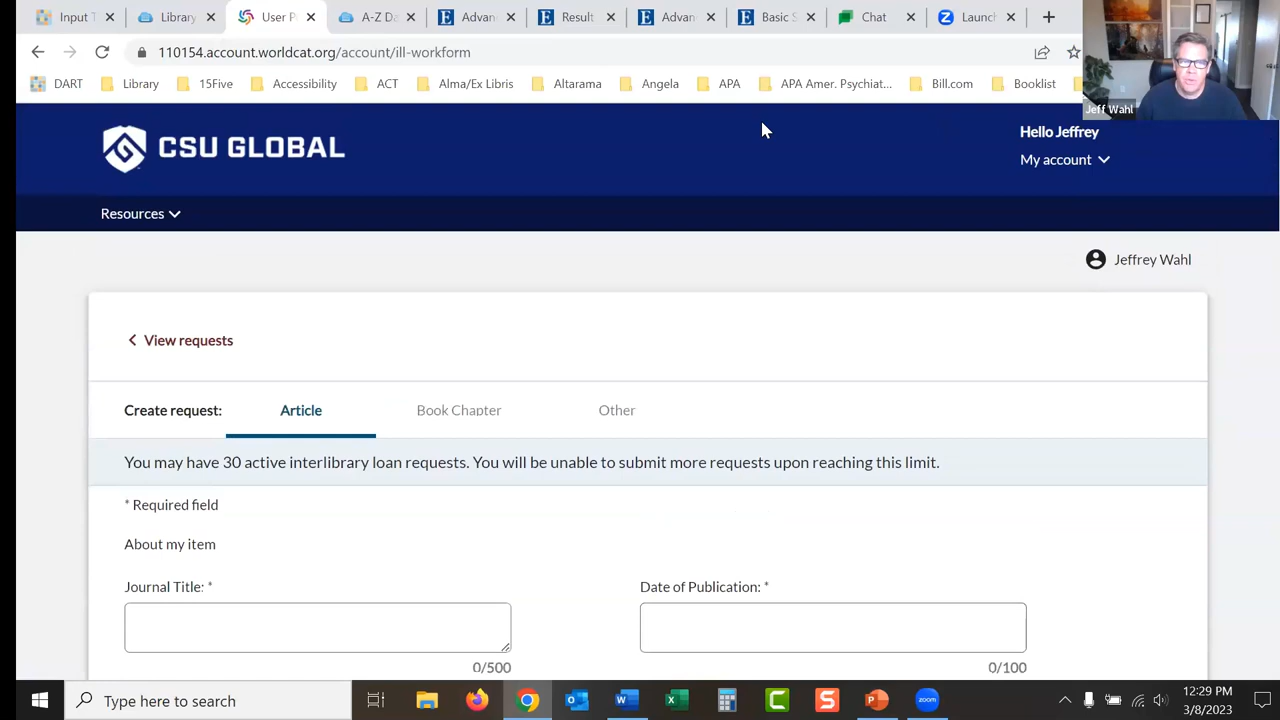 Input T
Library
User P
A-Z Da
Advan
Result
Advan
Basic S
Chat
Launch
110154.account.worldcat.org/account/ill-workform
DART
Library
15Five
Accessibility
ACT
Alma/Ex Libris
Altarama
Angela
APA
APA Amer. Psychiat...
Bill.com
Booklist
Jeff Wahl
CSU GLOBAL
Hello Jeffrey
My account
Resources
Jeffrey Wahl
View requests
Create request:
Article
Book Chapter
Other
You may have 30 active interlibrary loan requests. You will be unable to submit more requests upon reaching this limit.
* Required field
About my item
Journal Title: *
Date of Publication: *
0/500
0/100
Type here to search
12:29 PM
3/8/2023